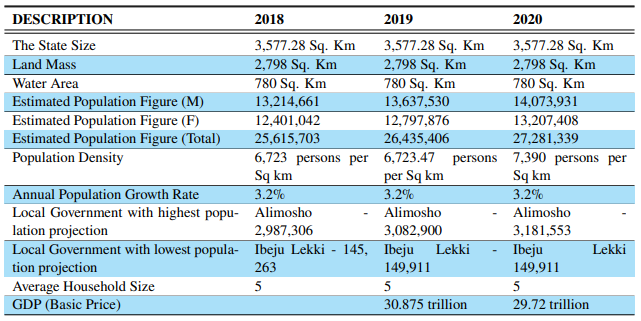 DESCRIPTION 2018 2019 2020
The State Size 3,577.28 Sq. Km 3,577.28 Sq. Km 3,577.28 Sq. Km
Land Mass 2,798 Sq. Km 2,798 Sq. Km 2,798 Sq. Km
Water Area 780 Sq. Km 780 Sq. Km 780 Sq. Km
Estimated Population Figure (M) 13,214,661 13,637,530 14,073,931
Estimated Population Figure (F) 12,401,042 12,797,876 13,207,408
Estimated Population Figure (Total) 25,615,703 26,435,406 27,281,339
Population Density 6,723 persons per 6,723.47 persons 7,390 persons per
Sq km per Sq km Sq km
Annual Population Growth Rate 3.2% 3.2% 3.2%
Local Government with highest popu- Alimosho - Alimosho - Alimosho -
lation projection 2,987,306 3,082,900 3,181,553
Local Government with lowest popula- Ibeju Lekki - 145, Ibeju Lekki - Ibeju Lekki
tion projection 263 149,911 149,911
Average Household Size 5 5 5
GDP (Basic Price) 30.875 trillion 29.72 trillion